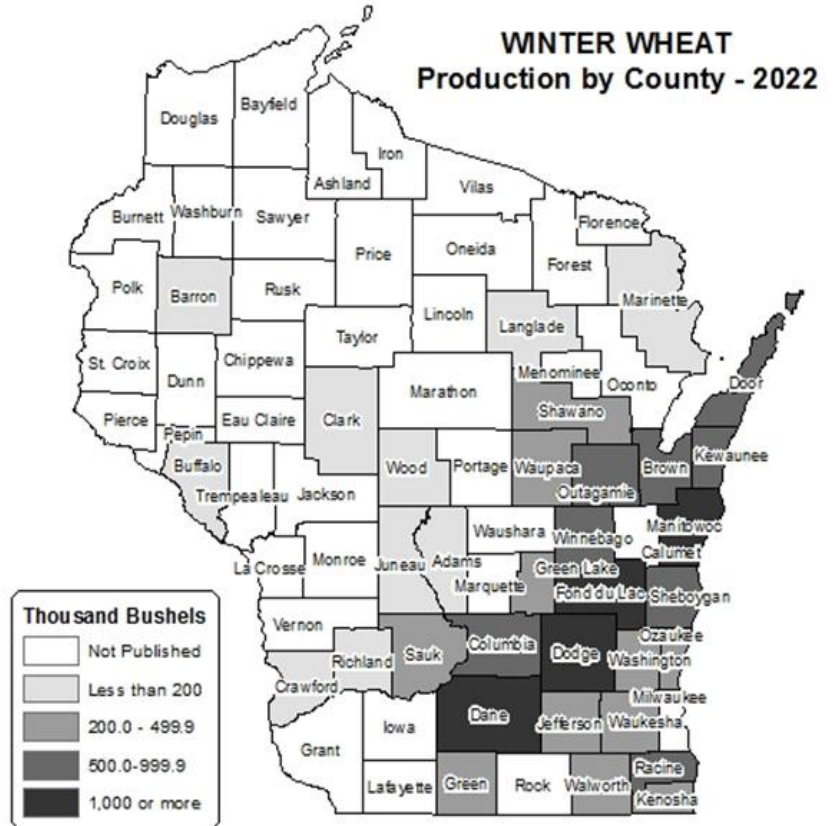 WINTER WHEAT
Production by County - 2022
Douglas
Bayfield
Iron
Ashland
Vilas
Burnett
Washburn
Sawyer
Florence
Price
Oneida
Forest
Polk
Barron
Rusk
Marinette
Lincoln
Langlade
Taylor
St. Croix
Chippewa
Dunn
Menominee
Oconto
Door
Marathon
Shawano
Pierce
Eau Claire
Clark
Pepin
Buffalo
Wood
Portage
Waupaca
Brown
Kewaunee
Trempealeau
Jackson
Outagamie
Manitowoc
Waushara
Winnebago
Calumet
La Crosse
Monroe
Juneau
Adams
Green Lake
Marquette
Fond du Lac
Sheboygan
Vernon
Columbia
Ozaukee
Richland
Sauk
Dodge
Washington
Crawford
Milwaukee
Dane
Jefferson
Waukesha
Iowa
Grant
Racine
Lafayette
Green
Rock
Walworth
Kenosha
Thousand Bushels
Not Published
Less than 200
200.0 - 499.9
500.0-999.9
1,000 or more